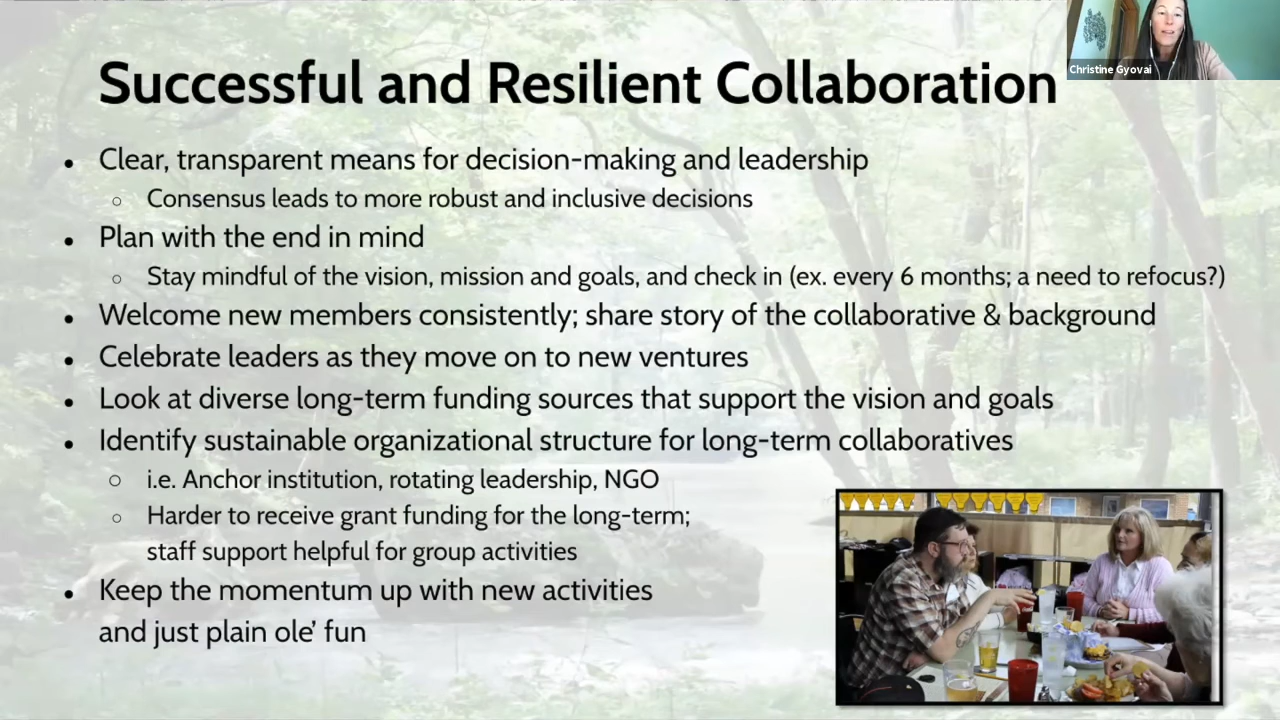 Christine Gyovai
Successful and Resilient Collaboration
• Clear, transparent means for decision-making and leadership
○ Consensus leads to more robust and inclusive decisions
• Plan with the end in mind
○ Stay mindful of the vision, mission and goals, and check in (ex. every 6 months; a need to refocus?)
• Welcome new members consistently; share story of the collaborative & background
• Celebrate leaders as they move on to new ventures
• Look at diverse long-term funding sources that support the vision and goals
• Identify sustainable organizational structure for long-term collaboratives
○ i.e. Anchor institution, rotating leadership, NGO
○ Harder to receive grant funding for the long-term;
staff support helpful for group activities
• Keep the momentum up with new activities
and just plain ole’ fun